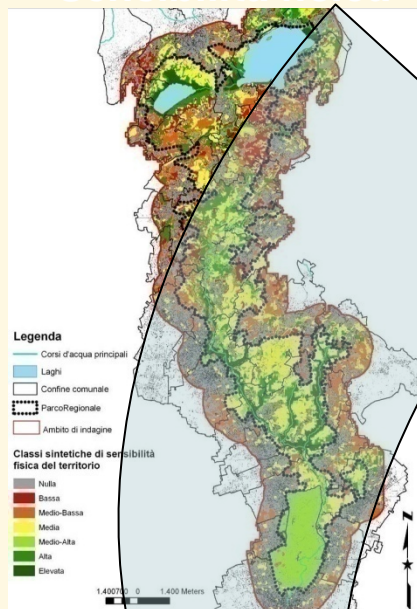 Legenda
Corsi d'acqua principali
Laghi
Confine comunale
ParcoRegionale
Ambito di indagine
Classi sintetiche di sensibilità
fisica del territorio
Nulla
Bassa
Medio-Bassa
Media
Medio-Alta
Alta
Elevata
1.400700 0 1.400 Meters
N